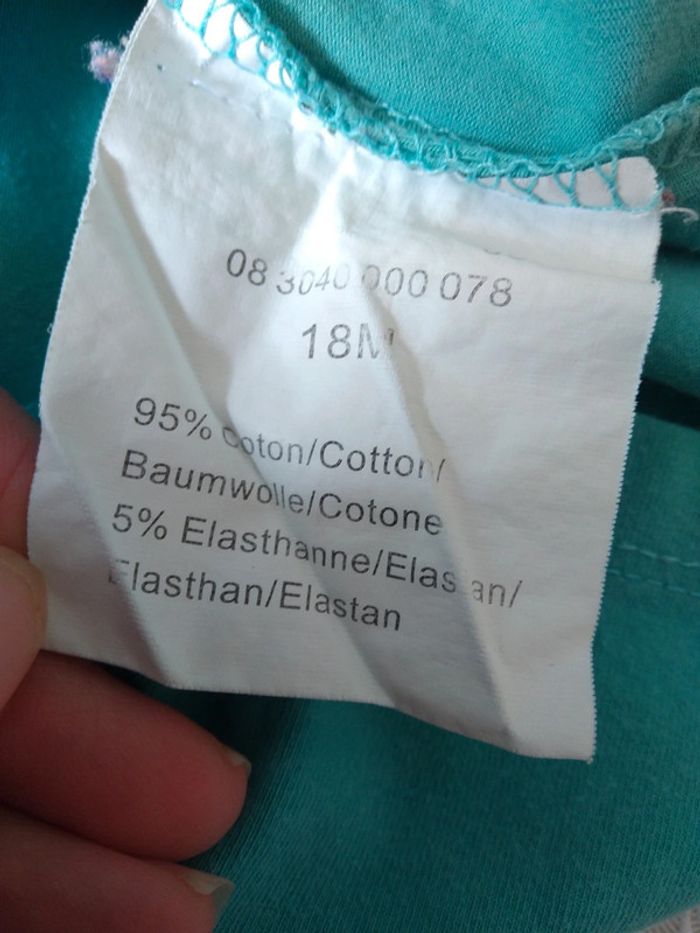 08 3040 000 078
18M
95% Coton/Cotton/
Baumwolle/Cotone
5% Elasthanne/Elastan/
Elasthan/Elastan